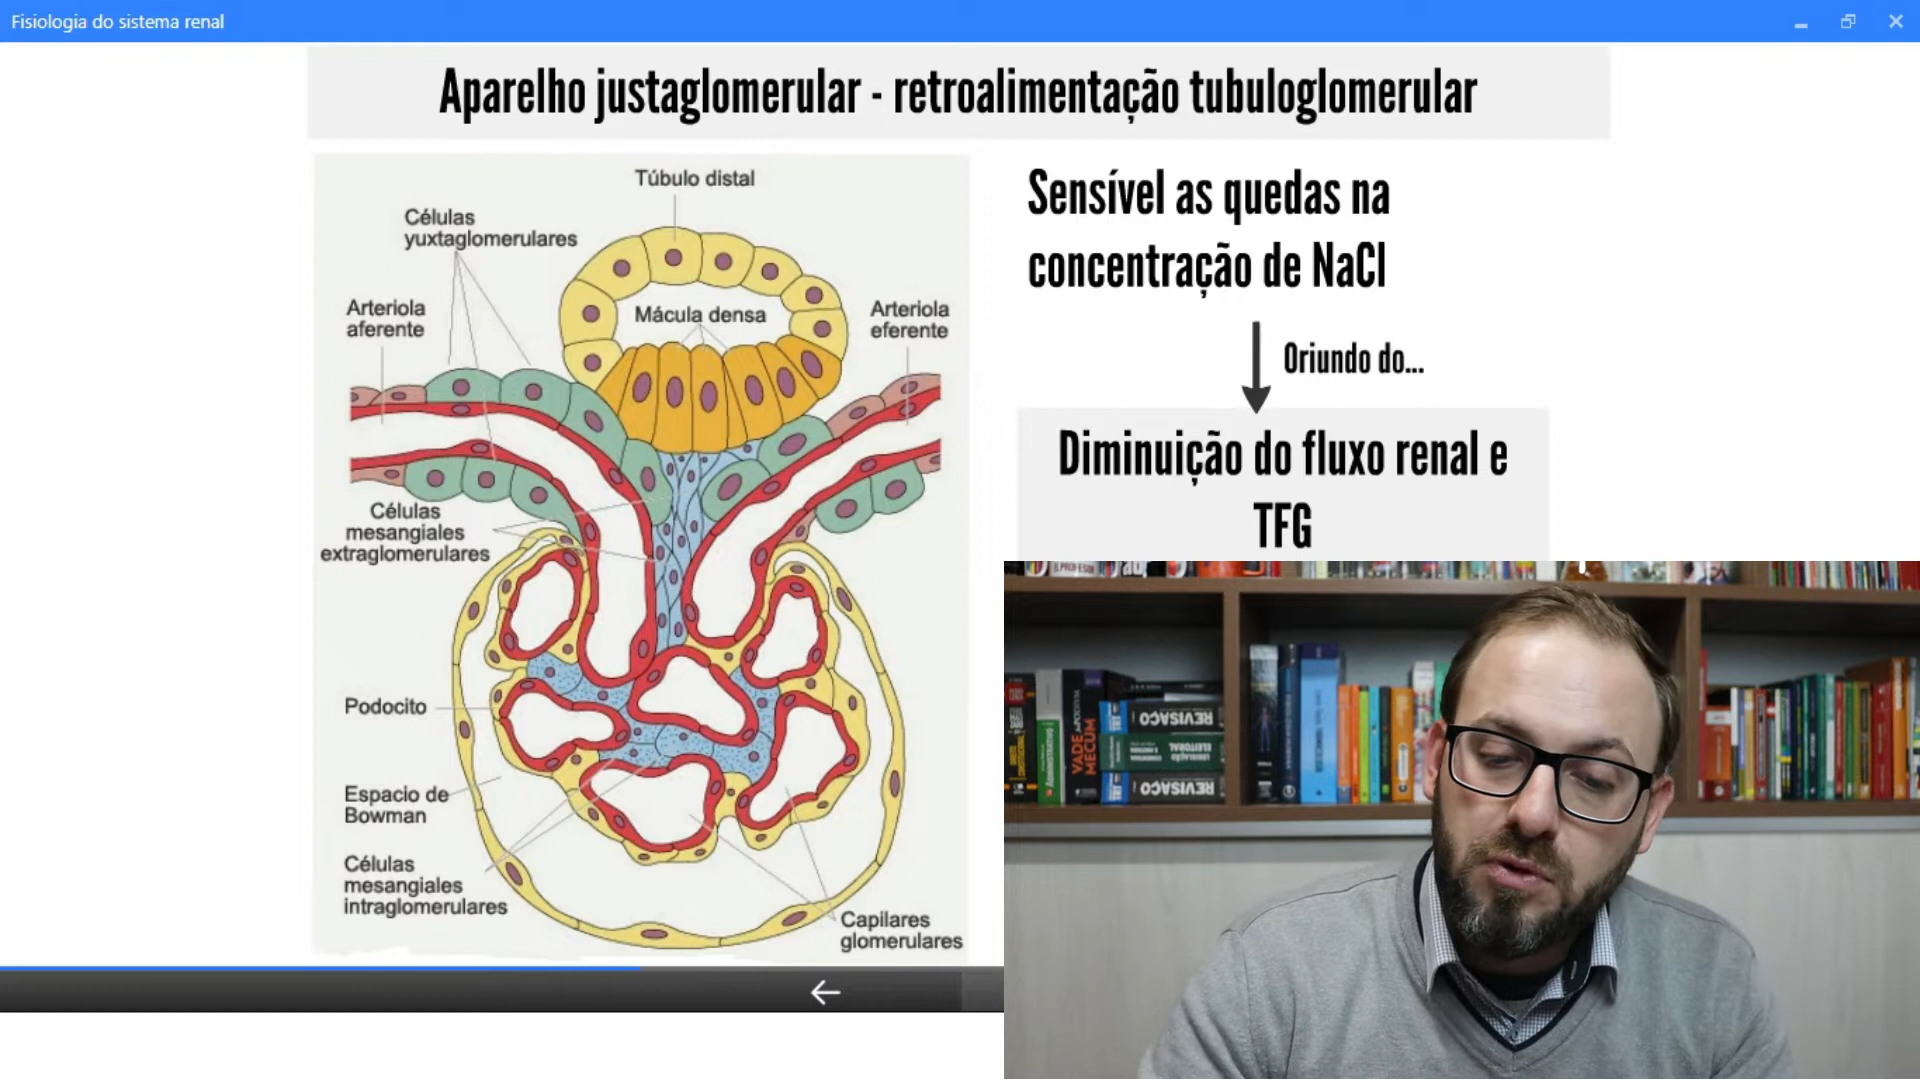 Fisiologia do sistema renal
Aparelho justaglomerular - retroalimentação tubuloglomerular
Túbulo distal
Células
yuxtaglomerulares
Arteriola
aferente
Mácula densa
Arteriola
eferente
Células
mesangiales
extraglomerulares
Podocito
Espacio de
Bowman
Células
mesangiales
intraglomerulares
Capilares
glomerulares
Sensível as quedas na
concentração de NaCl
Oriundo do...
Diminuição do fluxo renal e
TFG
VADE
MECUM
REVISAÇO
ELEITORAL
REVISAÇO